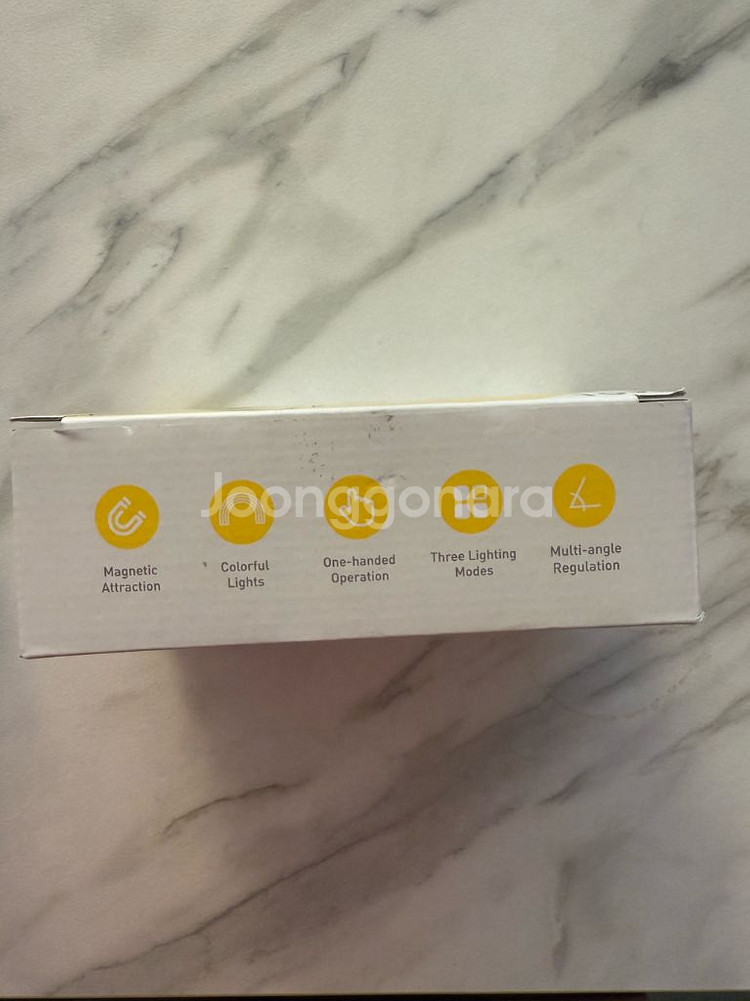 Joonggonara
Magnetic
Attraction
Colorful
Lights
One-handed
Operation
Three Lighting
Modes
Multi-angle
Regulation